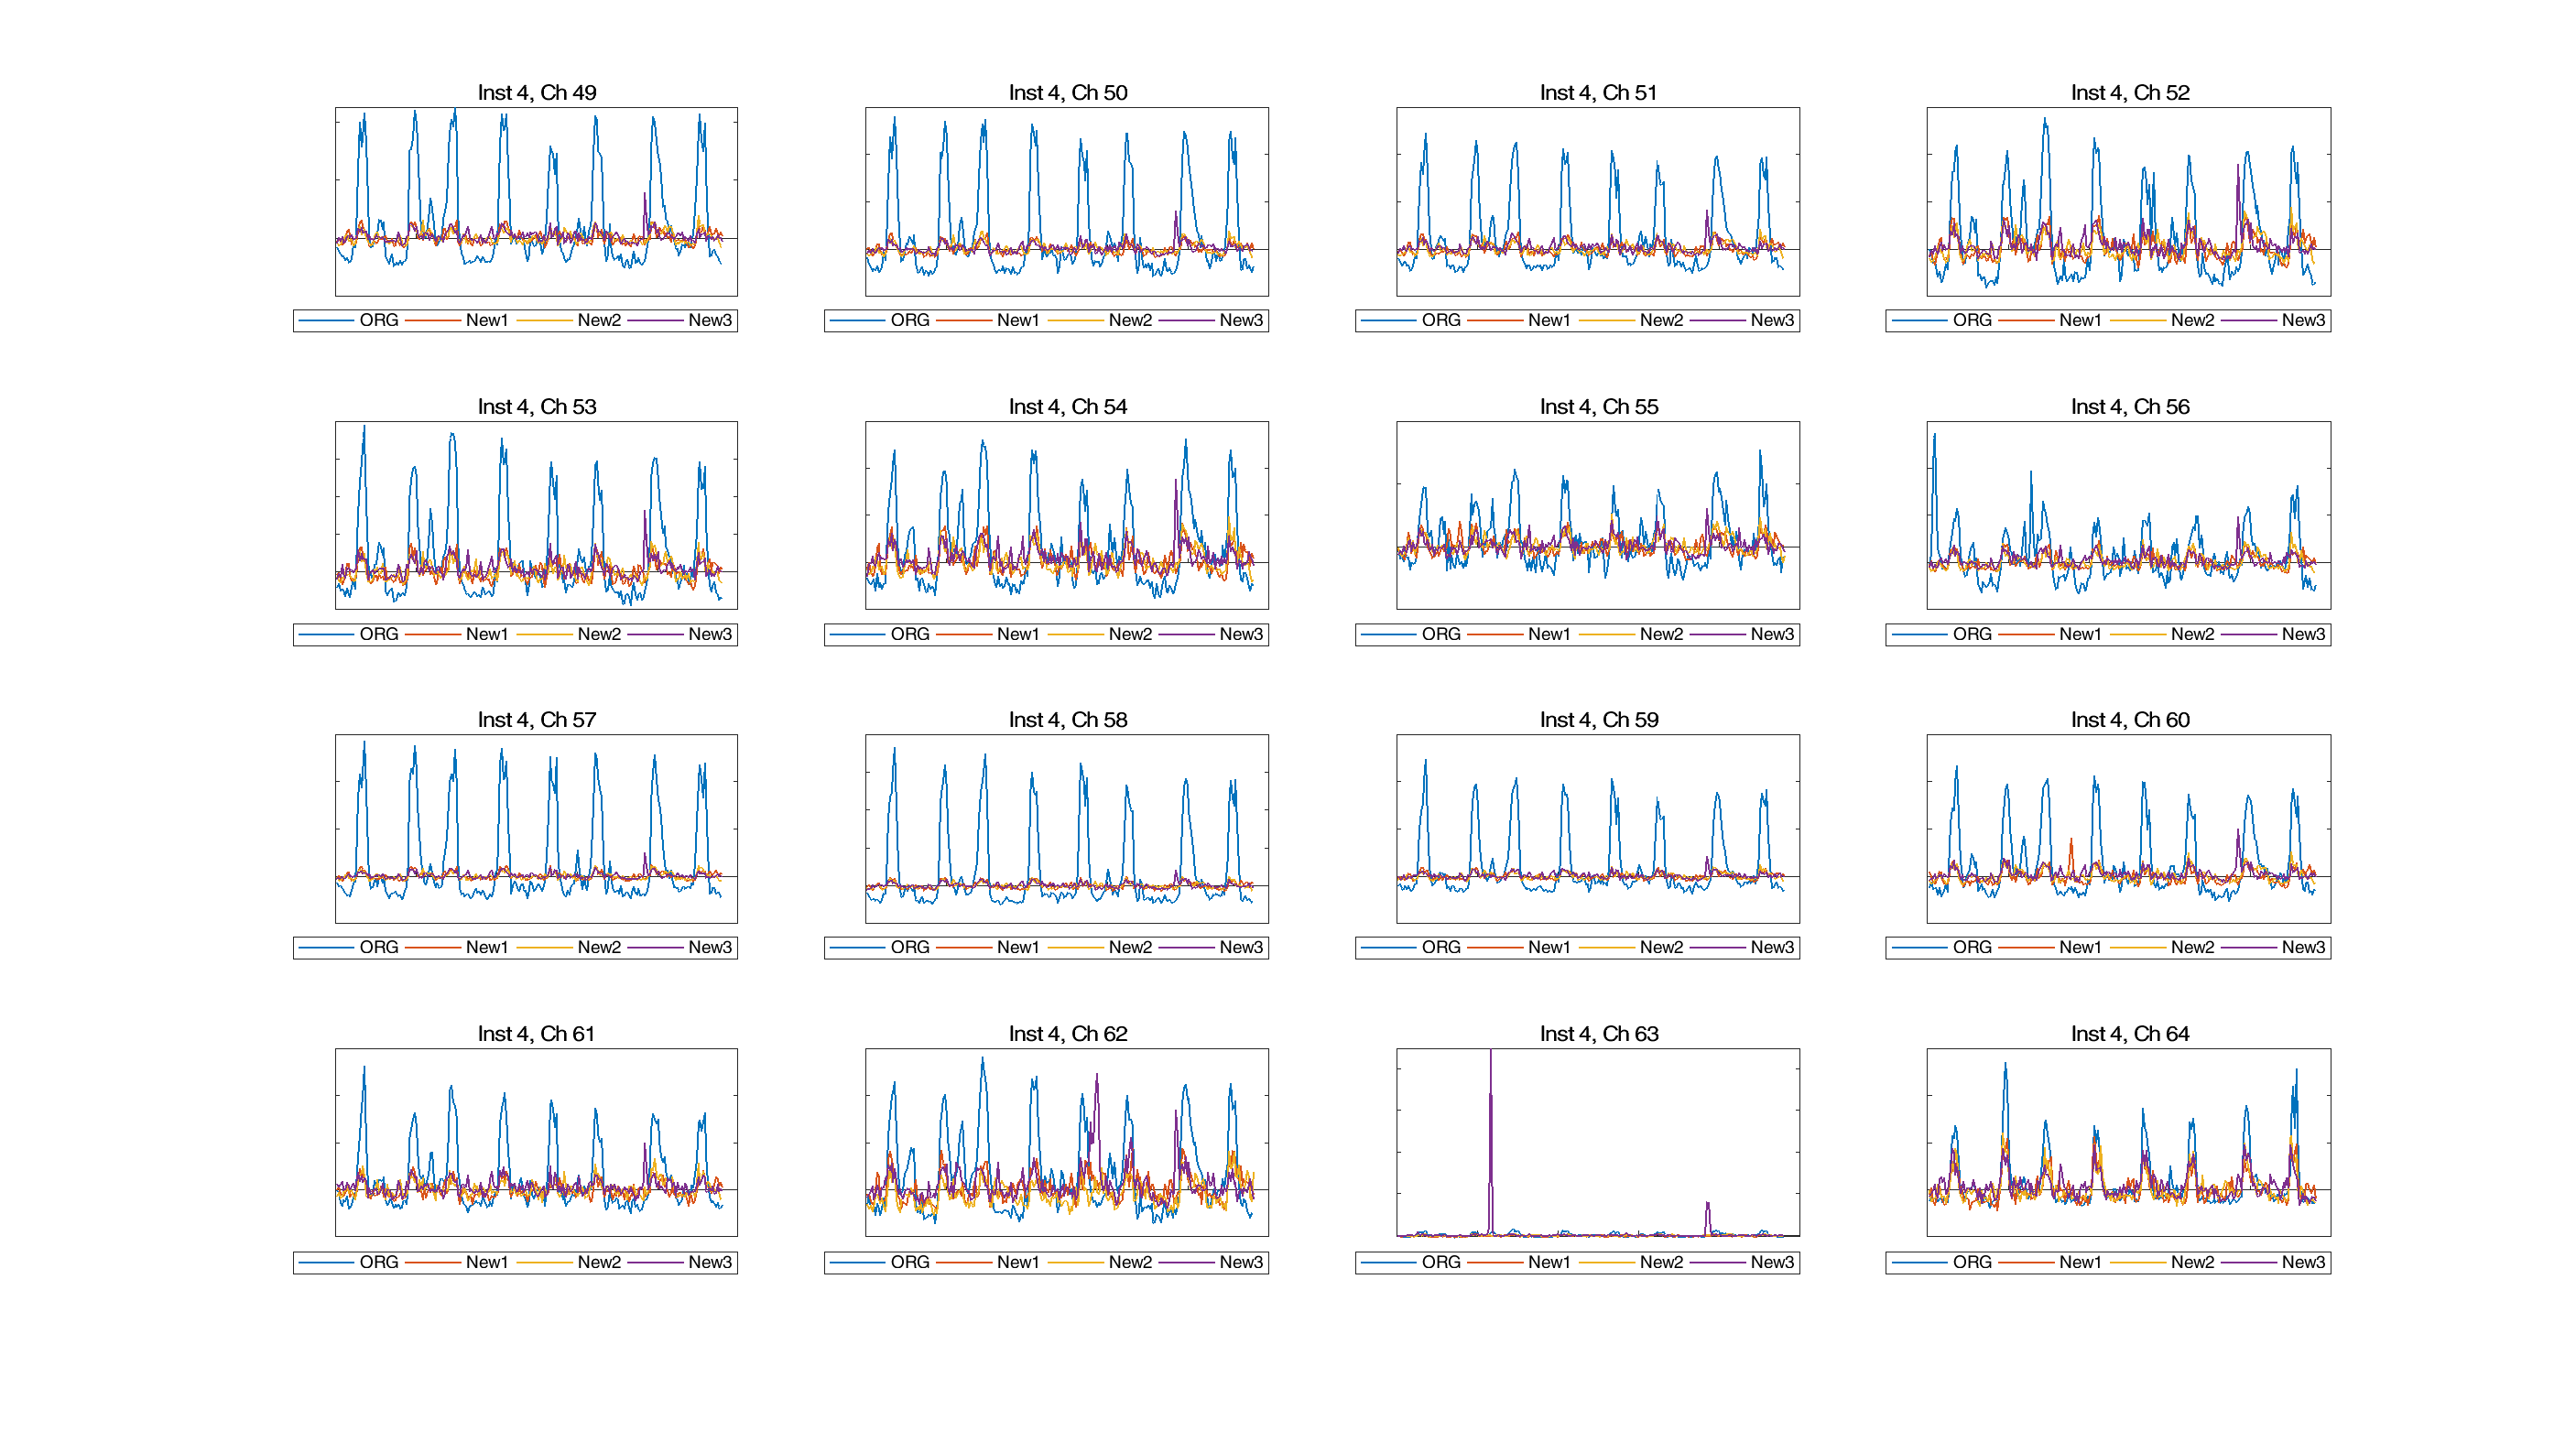 Inst 4, Ch 49
Inst 4, Ch 50
Inst 4, Ch 51
Inst 4, Ch 52
ORG New1 New2 New3
ORG New1 New2 New3
ORG New1 New2 New3
ORG New1 New2 New3
Inst 4, Ch 53
Inst 4, Ch 54
Inst 4, Ch 55
Inst 4, Ch 56
ORG New1 New2 New3
ORG New1 New2 New3
ORG New1 New2 New3
ORG New1 New2 New3
Inst 4, Ch 57
Inst 4, Ch 58
Inst 4, Ch 59
Inst 4, Ch 60
ORG New1 New2 New3
ORG New1 New2 New3
ORG New1 New2 New3
ORG New1 New2 New3
Inst 4, Ch 61
Inst 4, Ch 62
Inst 4, Ch 63
Inst 4, Ch 64
ORG New1 New2 New3
ORG New1 New2 New3
ORG New1 New2 New3
ORG New1 New2 New3